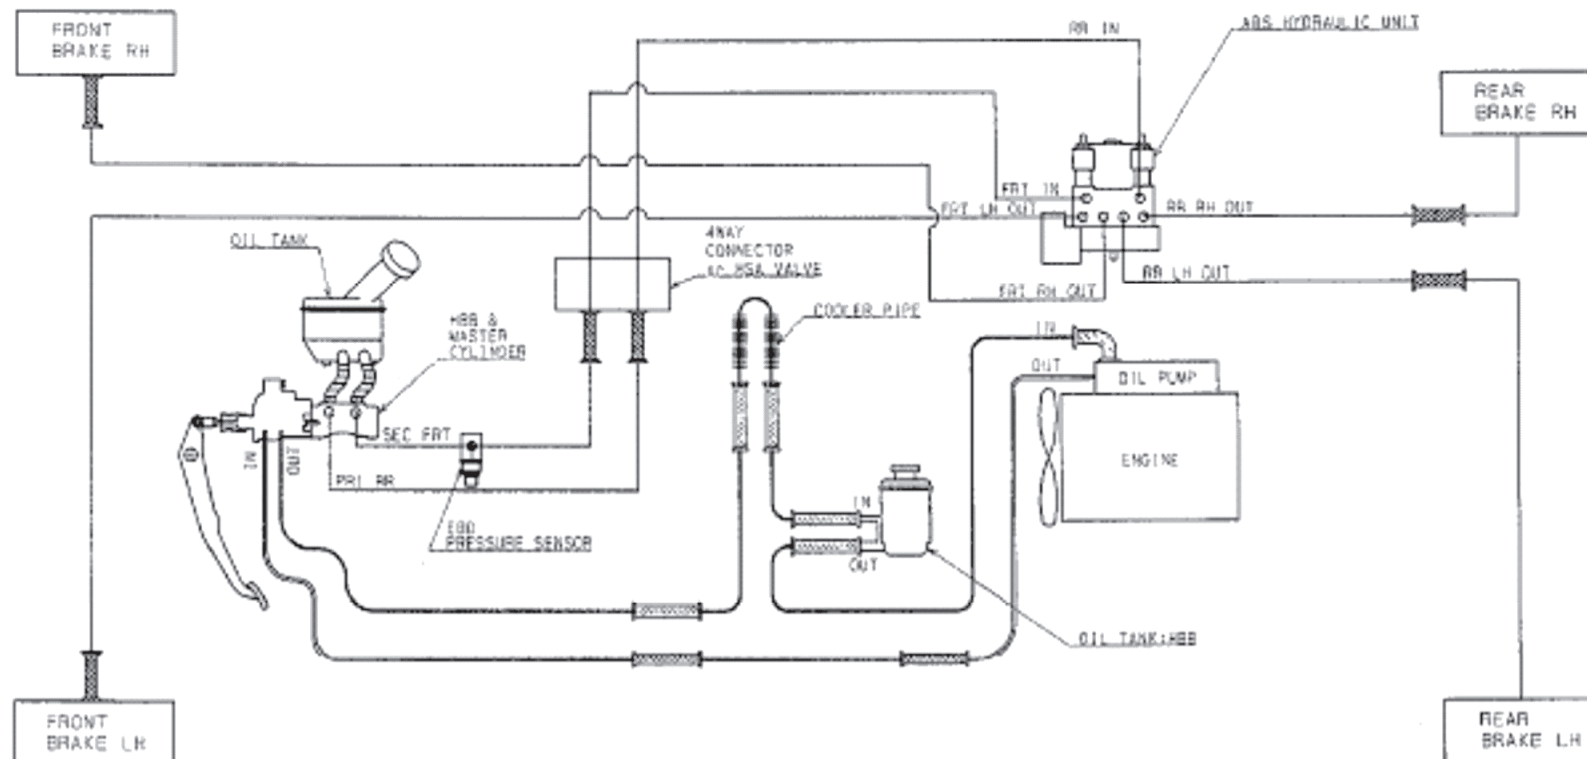 FRONT
BRAKE RH
RR IN
ABS HYDRAULIC UNIT
REAR
BRAKE RH
FRT IN
FRT LH OUT
RR RH OUT
OIL TANK
4WAY
CONNECTOR
HSA VALVE
RR LH OUT
FRT RH OUT
HBB &
MASTER
CYLINDER
COOLER PIPE
IN
OUT
OIL PUMP
SEC FRT
IN
OUT
ENGINE
PRI RR
IN
PRESSURE SENSOR
OUT
OIL TANK:HBB
FRONT
BRAKE LH
REAR
BRAKE LH